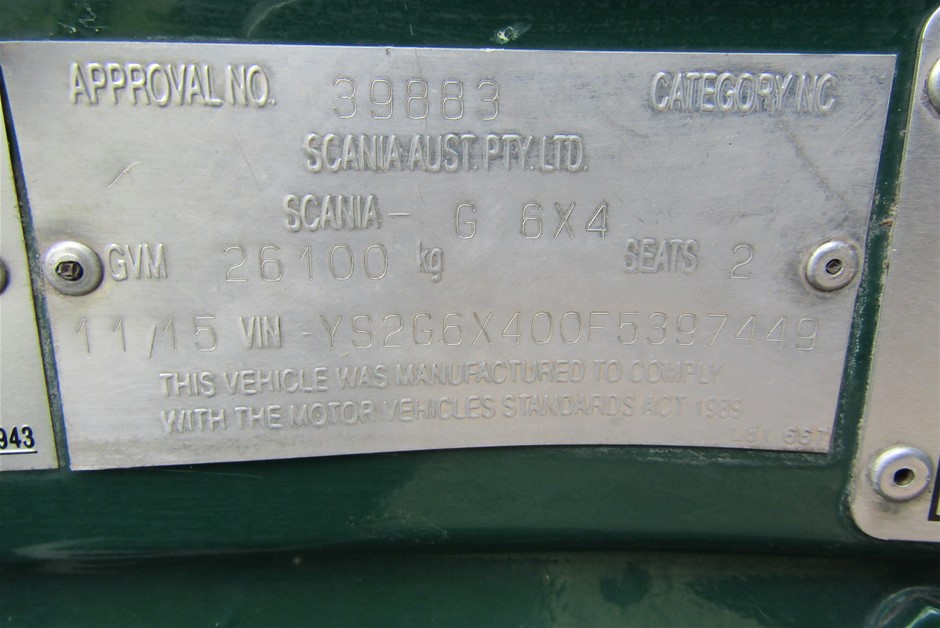 APPROVAL NO. 39883 CATEGORY NC
SCANIA AUST. PTY. LTD.
SCANIA - G 6X4
GVM 26100 kg SEATS 2
11/15 VIN -YS2G6X400F5397449
THIS VEHICLE WAS MANUFACTURED TO COMPLY
WITH THE MOTOR VEHICLES STANDARDS ACT 1989
943